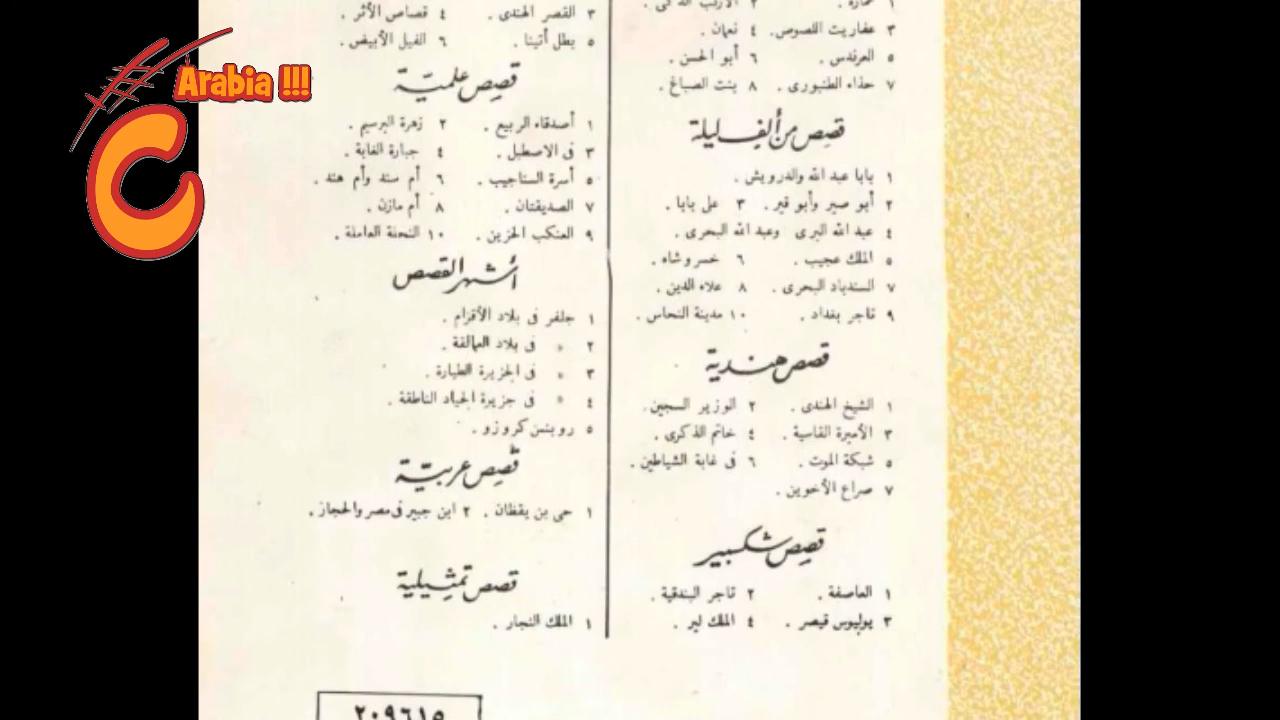 Arabia !!!
C
١ عمارة . ٢ الأرنب الذكى .
٣ عفاريت اللصوص . ٤ نعمان .
٥ العرندس . ٦ أبو الحسن .
٧ حذاء الطنبورى . ٨ بنت الصباغ .
قصص من ألف ليلة
١ بابا عبد الله والدرويش .
٢ أبو صير وأبو قير . ٣ على بابا .
٤ عبد الله البرى وعبد الله البحرى .
٥ الملك عجيب . ٦ خسروشاه .
٧ السندباد البحرى . ٨ علاء الدين .
٩ تاجر بغداد . ١٠ مدينة النحاس .
قصص هندية
١ الشيخ الهندى . ٢ الوزير السجين .
٣ الأميرة القاسية . ٤ خاتم الذكرى .
٥ شبكة الموت . ٦ فى غابة الشياطين .
٧ صراع الأخوين .
قصص شكسبير
١ العاصفة . ٢ تاجر البندقية .
٣ يوليوس قيصر . ٤ الملك لير .
٣ القصر الهندى . ٤ قصاص الأثر .
٥ بطل أتينا . ٦ الفيل الأبيض .
قصص علمية
١ أصدقاء الربيع . ٢ زهرة البرسيم .
٣ فى الاصطبل . ٤ جبارة الغابة .
٥ أسرة السناجيب . ٦ أم سند وأم هند .
٧ الصديقتان . ٨ أم مازن .
٩ العنكب الحزين . ١٠ النحلة العاملة .
أشهر القصص
١ جلفر فى بلاد الأقزام .
٢ » فى بلاد العمالقة .
٣ » فى الجزيرة الطيارة .
٤ » فى جزيرة الجياد الناطقة .
٥ روبنسن كروزو .
قصص عربية
١ حى بن يقظان . ٢ ابن جبير فى مصر والحجاز .
قصص تمثيلية
١ الملك النجار .
٢٠٩٦١٥